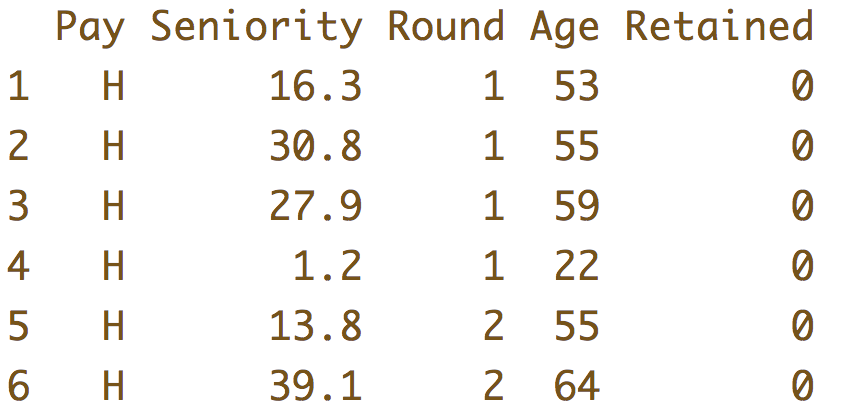 Pay Seniority Round Age Retained
1 H 16.3 1 53 0
2 H 30.8 1 55 0
3 H 27.9 1 59 0
4 H 1.2 1 22 0
5 H 13.8 2 55 0
6 H 39.1 2 64 0